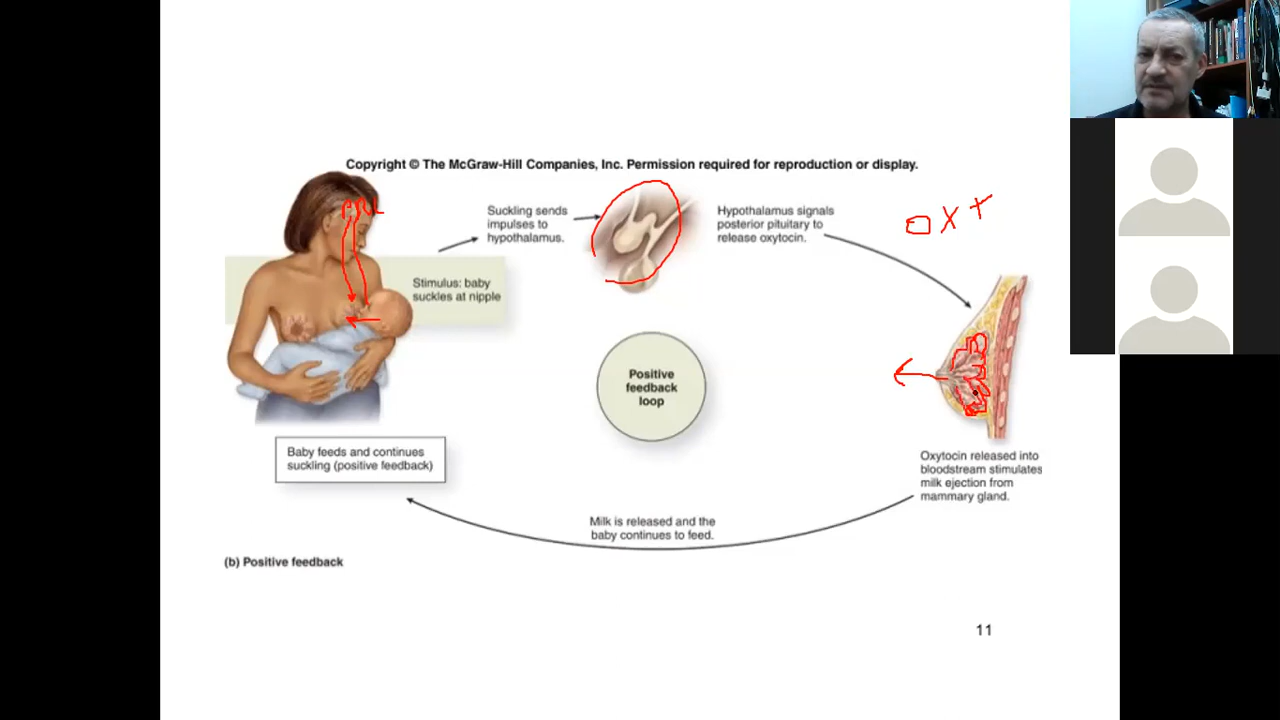 Copyright © The McGraw-Hill Companies, Inc. Permission required for reproduction or display.
PRL
Suckling sends
impulses to
hypothalamus.
Hypothalamus signals
posterior pituitary to
release oxytocin.
OXT
Stimulus: baby
suckles at nipple
Positive
feedback
loop
Baby feeds and continues
suckling (positive feedback)
Oxytocin released into
bloodstream stimulates
milk ejection from
mammary gland.
Milk is released and the
baby continues to feed.
(b) Positive feedback
11